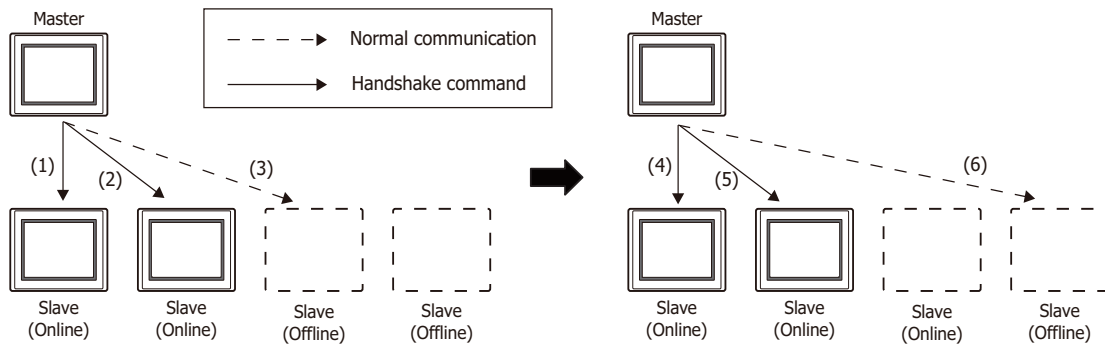 Master
Normal communication
Handshake command
(1)
(2)
(3)
Slave
(Online)
Slave
(Online)
Slave
(Offline)
Slave
(Offline)
Master
(4)
(5)
(6)
Slave
(Online)
Slave
(Online)
Slave
(Online)
Slave
(Offline)